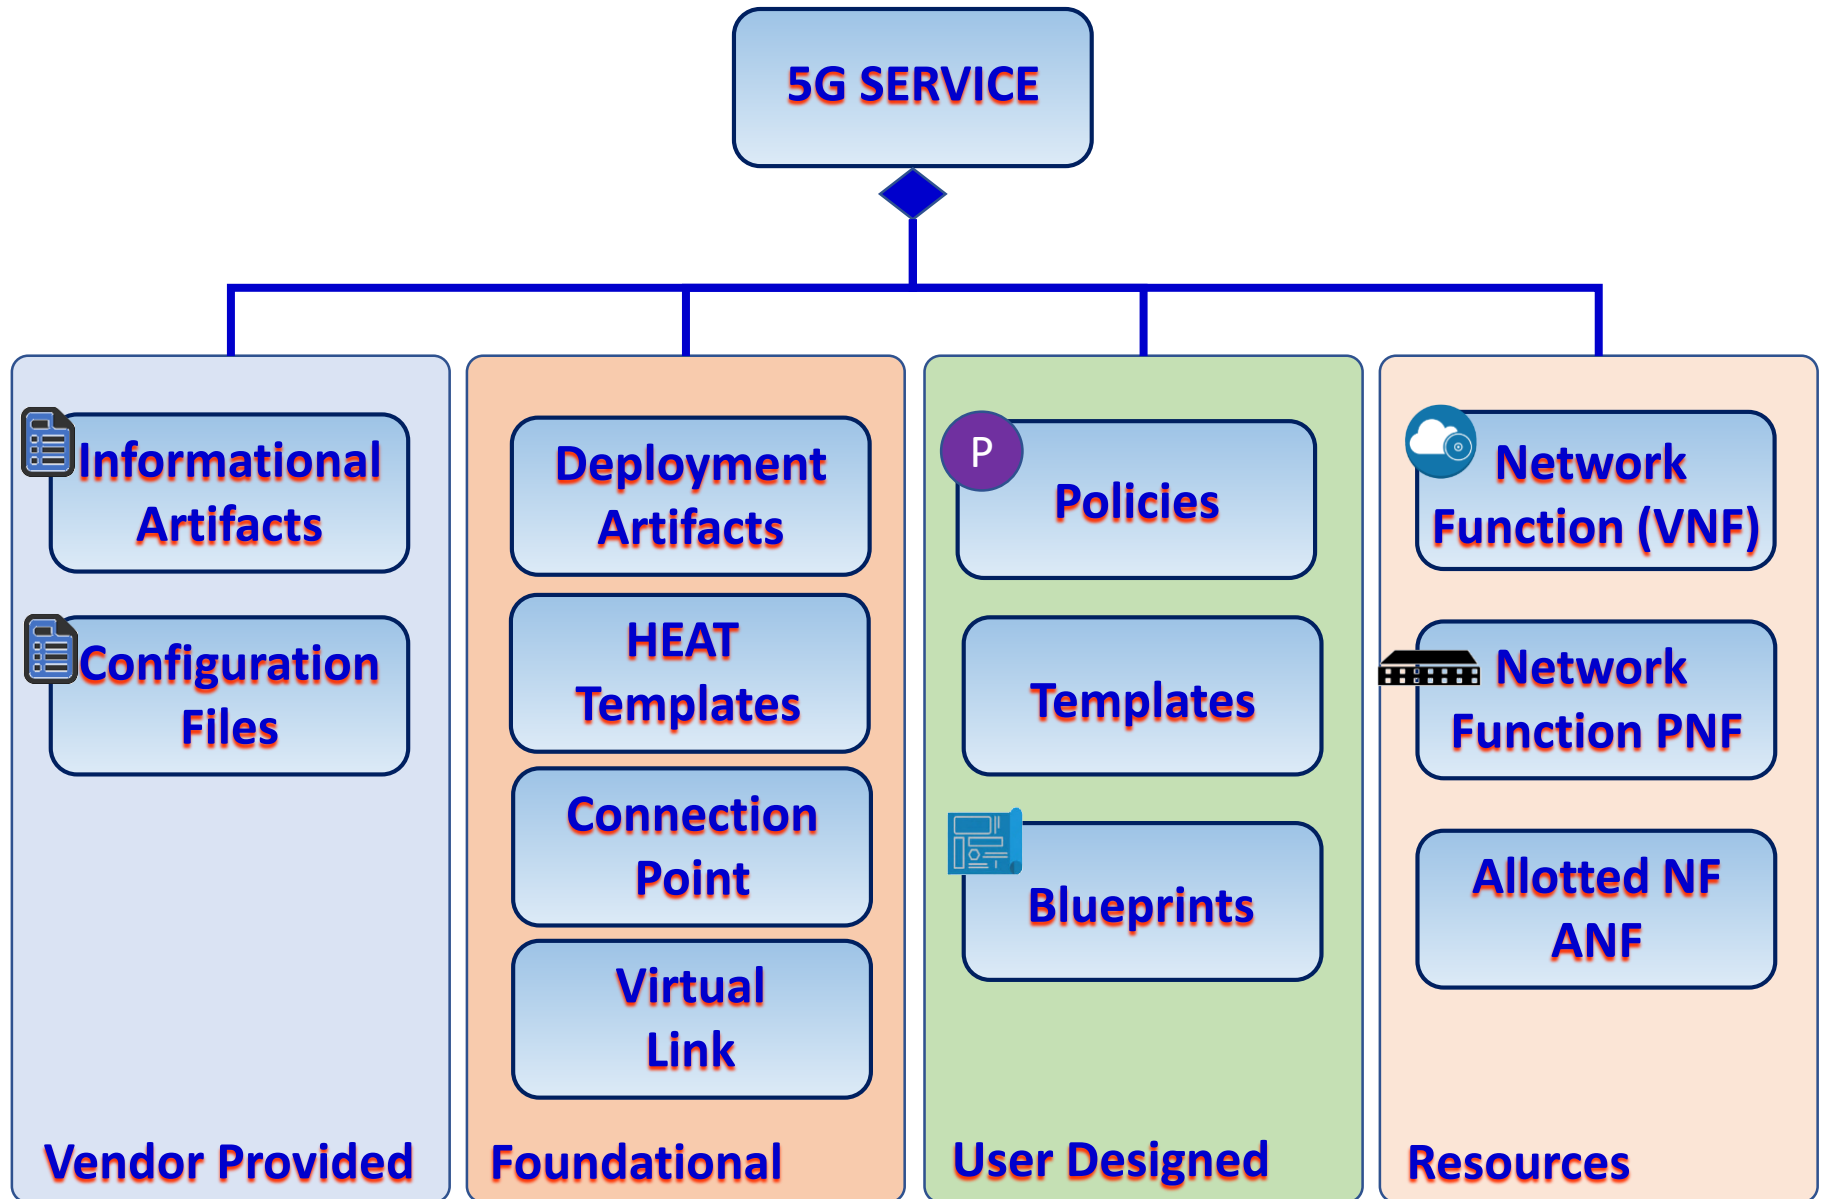 5G SERVICE
Informational
Artifacts
Configuration
Files
Vendor Provided
Deployment
Artifacts
HEAT
Templates
Connection
Point
Virtual
Link
Foundational
P
Policies
Templates
Blueprints
User Designed
Network
Function (VNF)
Network
Function PNF
Allotted NF
ANF
Resources